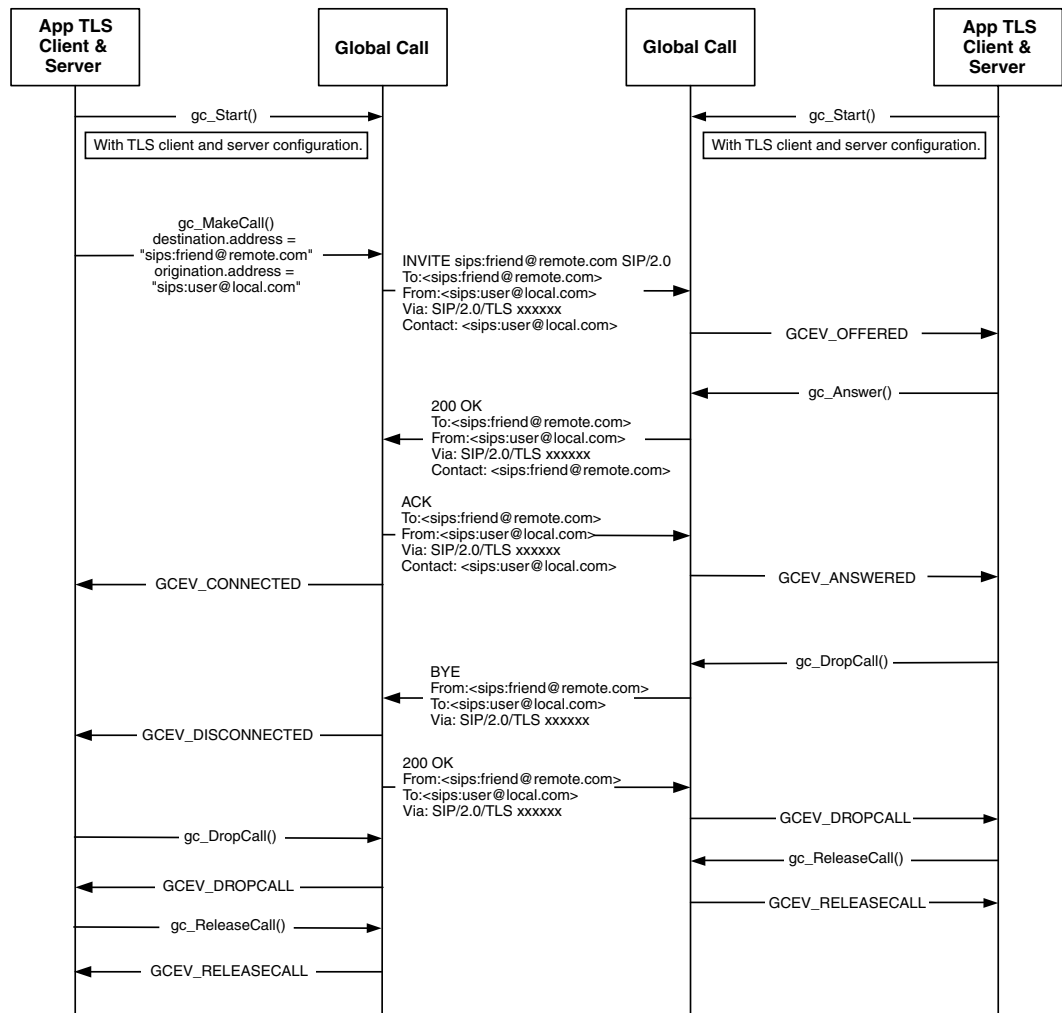 App TLS
Client &
Server
Global Call
Global Call
App TLS
Client &
Server
gc_Start()
gc_Start()
With TLS client and server configuration.
With TLS client and server configuration.
gc_MakeCall()
destination.address =
"sips:friend@remote.com"
origination.address =
"sips:user@local.com"
INVITE sips:friend@remote.com SIP/2.0
To:<sips:friend@remote.com>
From:<sips:user@local.com>
Via: SIP/2.0/TLS xxxxxx
Contact: <sips:user@local.com>
GCEV_OFFERED
gc_Answer()
200 OK
To:<sips:friend@remote.com>
From:<sips:user@local.com>
Via: SIP/2.0/TLS xxxxxx
Contact: <sips:friend@remote.com>
ACK
To:<sips:friend@remote.com>
From:<sips:user@local.com>
Via: SIP/2.0/TLS xxxxxx
Contact: <sips:user@local.com>
GCEV_CONNECTED
GCEV_ANSWERED
gc_DropCall()
BYE
From:<sips:friend@remote.com>
To:<sips:user@local.com>
Via: SIP/2.0/TLS xxxxxx
GCEV_DISCONNECTED
200 OK
From:<sips:friend@remote.com>
To:<sips:user@local.com>
Via: SIP/2.0/TLS xxxxxx
GCEV_DROPCALL
gc_DropCall()
gc_ReleaseCall()
GCEV_DROPCALL
GCEV_RELEASECALL
gc_ReleaseCall()
GCEV_RELEASECALL